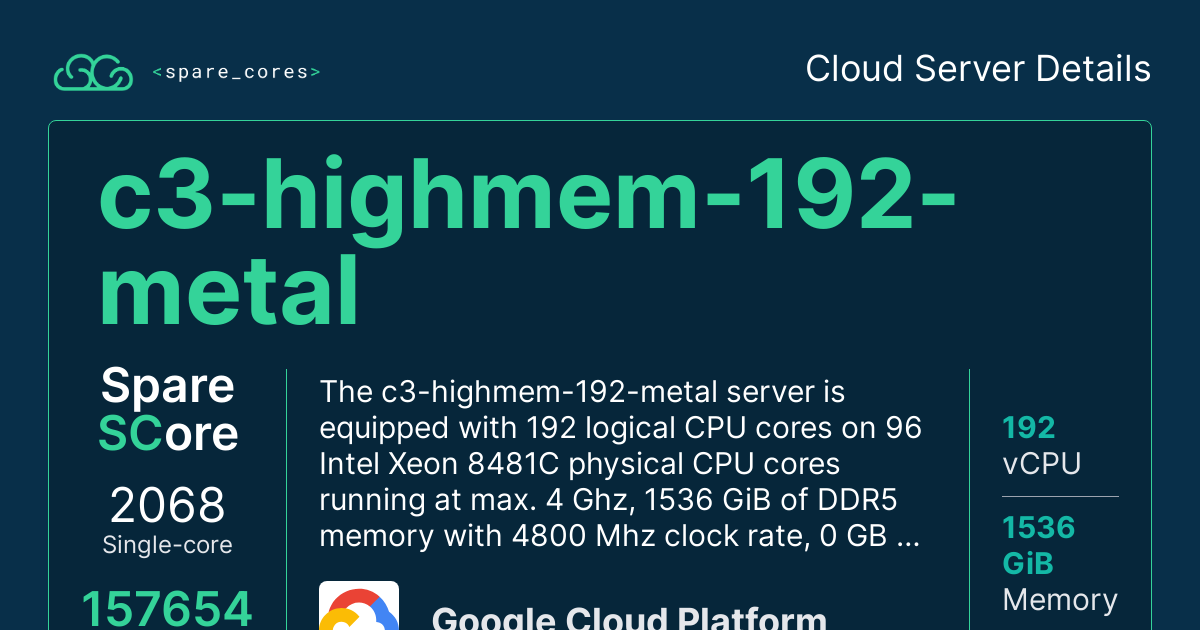 <spare_cores>
Cloud Server Details
c3-highmem-192-
metal
Spare
SCore
2068
Single-core
157654
The c3-highmem-192-metal server is
equipped with 192 logical CPU cores on 96
Intel Xeon 8481C physical CPU cores
running at max. 4 Ghz, 1536 GiB of DDR5
memory with 4800 Mhz clock rate, 0 GB ...
Google Cloud Platform
192
vCPU
1536
GiB
Memory